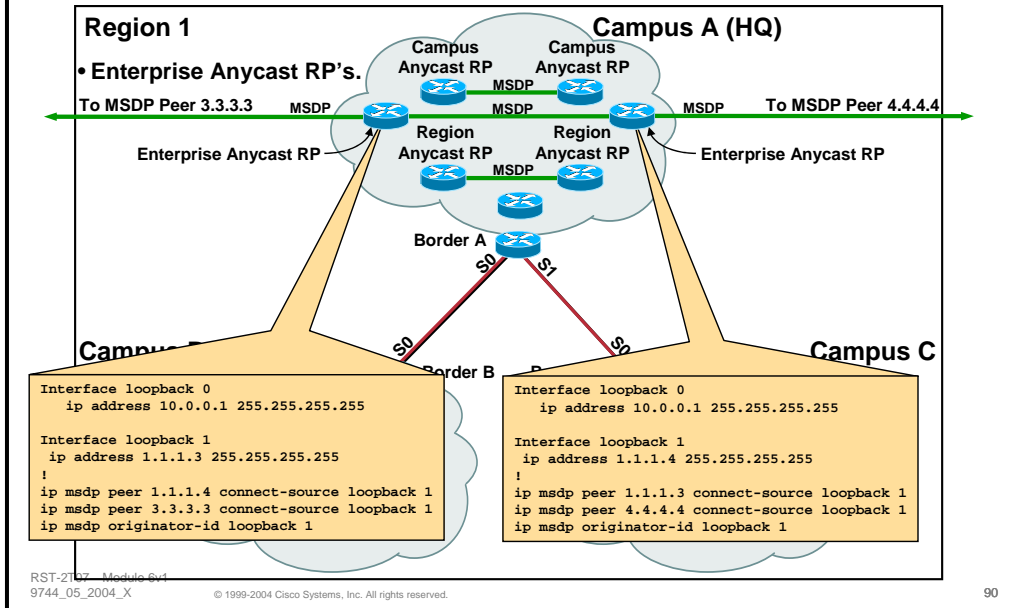 Region 1
Campus A (HQ)
• Enterprise Anycast RP's.
Campus Anycast RP
Campus Anycast RP
MSDP
To MSDP Peer 3.3.3.3
MSDP
MSDP
MSDP
To MSDP Peer 4.4.4.4
Enterprise Anycast RP
Region Anycast RP
Region Anycast RP
Enterprise Anycast RP
MSDP
Border A
S0
S1
S0
S0
Campus
Campus C
Border B
Interface loopback 0
ip address 10.0.0.1 255.255.255.255
Interface loopback 1
ip address 1.1.1.3 255.255.255.255
!
ip msdp peer 1.1.1.4 connect-source loopback 1
ip msdp peer 3.3.3.3 connect-source loopback 1
ip msdp originator-id loopback 1
Interface loopback 0
ip address 10.0.0.1 255.255.255.255
Interface loopback 1
ip address 1.1.1.4 255.255.255.255
!
ip msdp peer 1.1.1.3 connect-source loopback 1
ip msdp peer 4.4.4.4 connect-source loopback 1
ip msdp originator-id loopback 1
RST-2T07 – Module 6v1
9744_05_2004_X
© 1999-2004 Cisco Systems, Inc. All rights reserved.
90